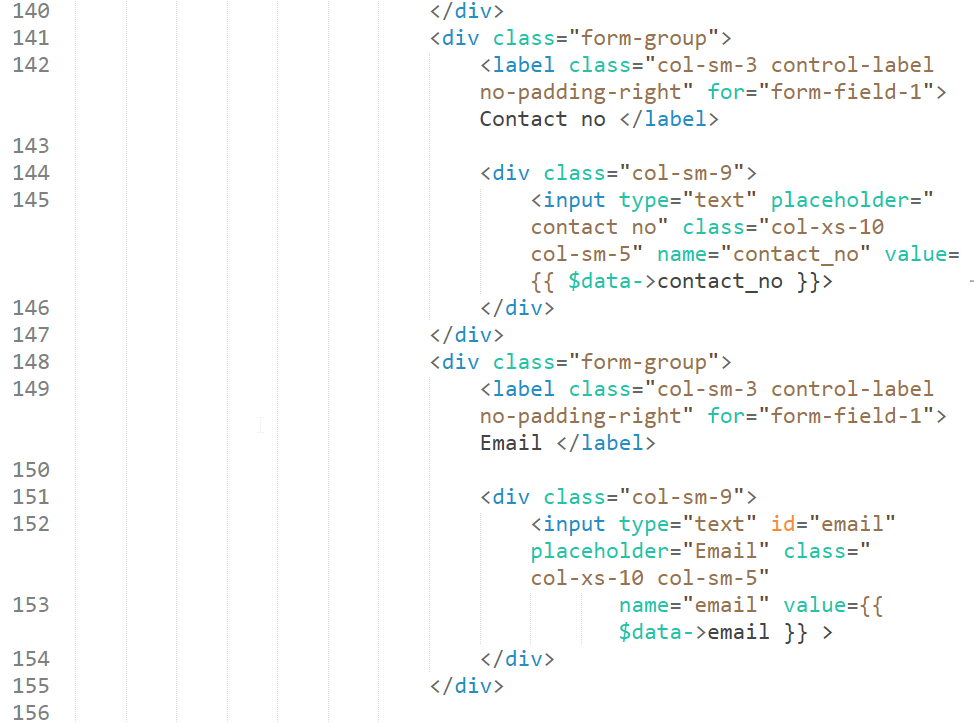 140 </div>
141 <div class="form-group">
142 <label class="col-sm-3 control-label
no-padding-right" for="form-field-1">
Contact no </label>
143
144 <div class="col-sm-9">
145 <input type="text" placeholder="
contact no" class="col-xs-10
col-sm-5" name="contact_no" value=
{{ $data->contact_no }}>
146 </div>
147 </div>
148 <div class="form-group">
149 <label class="col-sm-3 control-label
no-padding-right" for="form-field-1">
Email </label>
150
151 <div class="col-sm-9">
152 <input type="text" id="email"
placeholder="Email" class="
col-xs-10 col-sm-5"
153 name="email" value={{
$data->email }} >
154 </div>
155 </div>
156